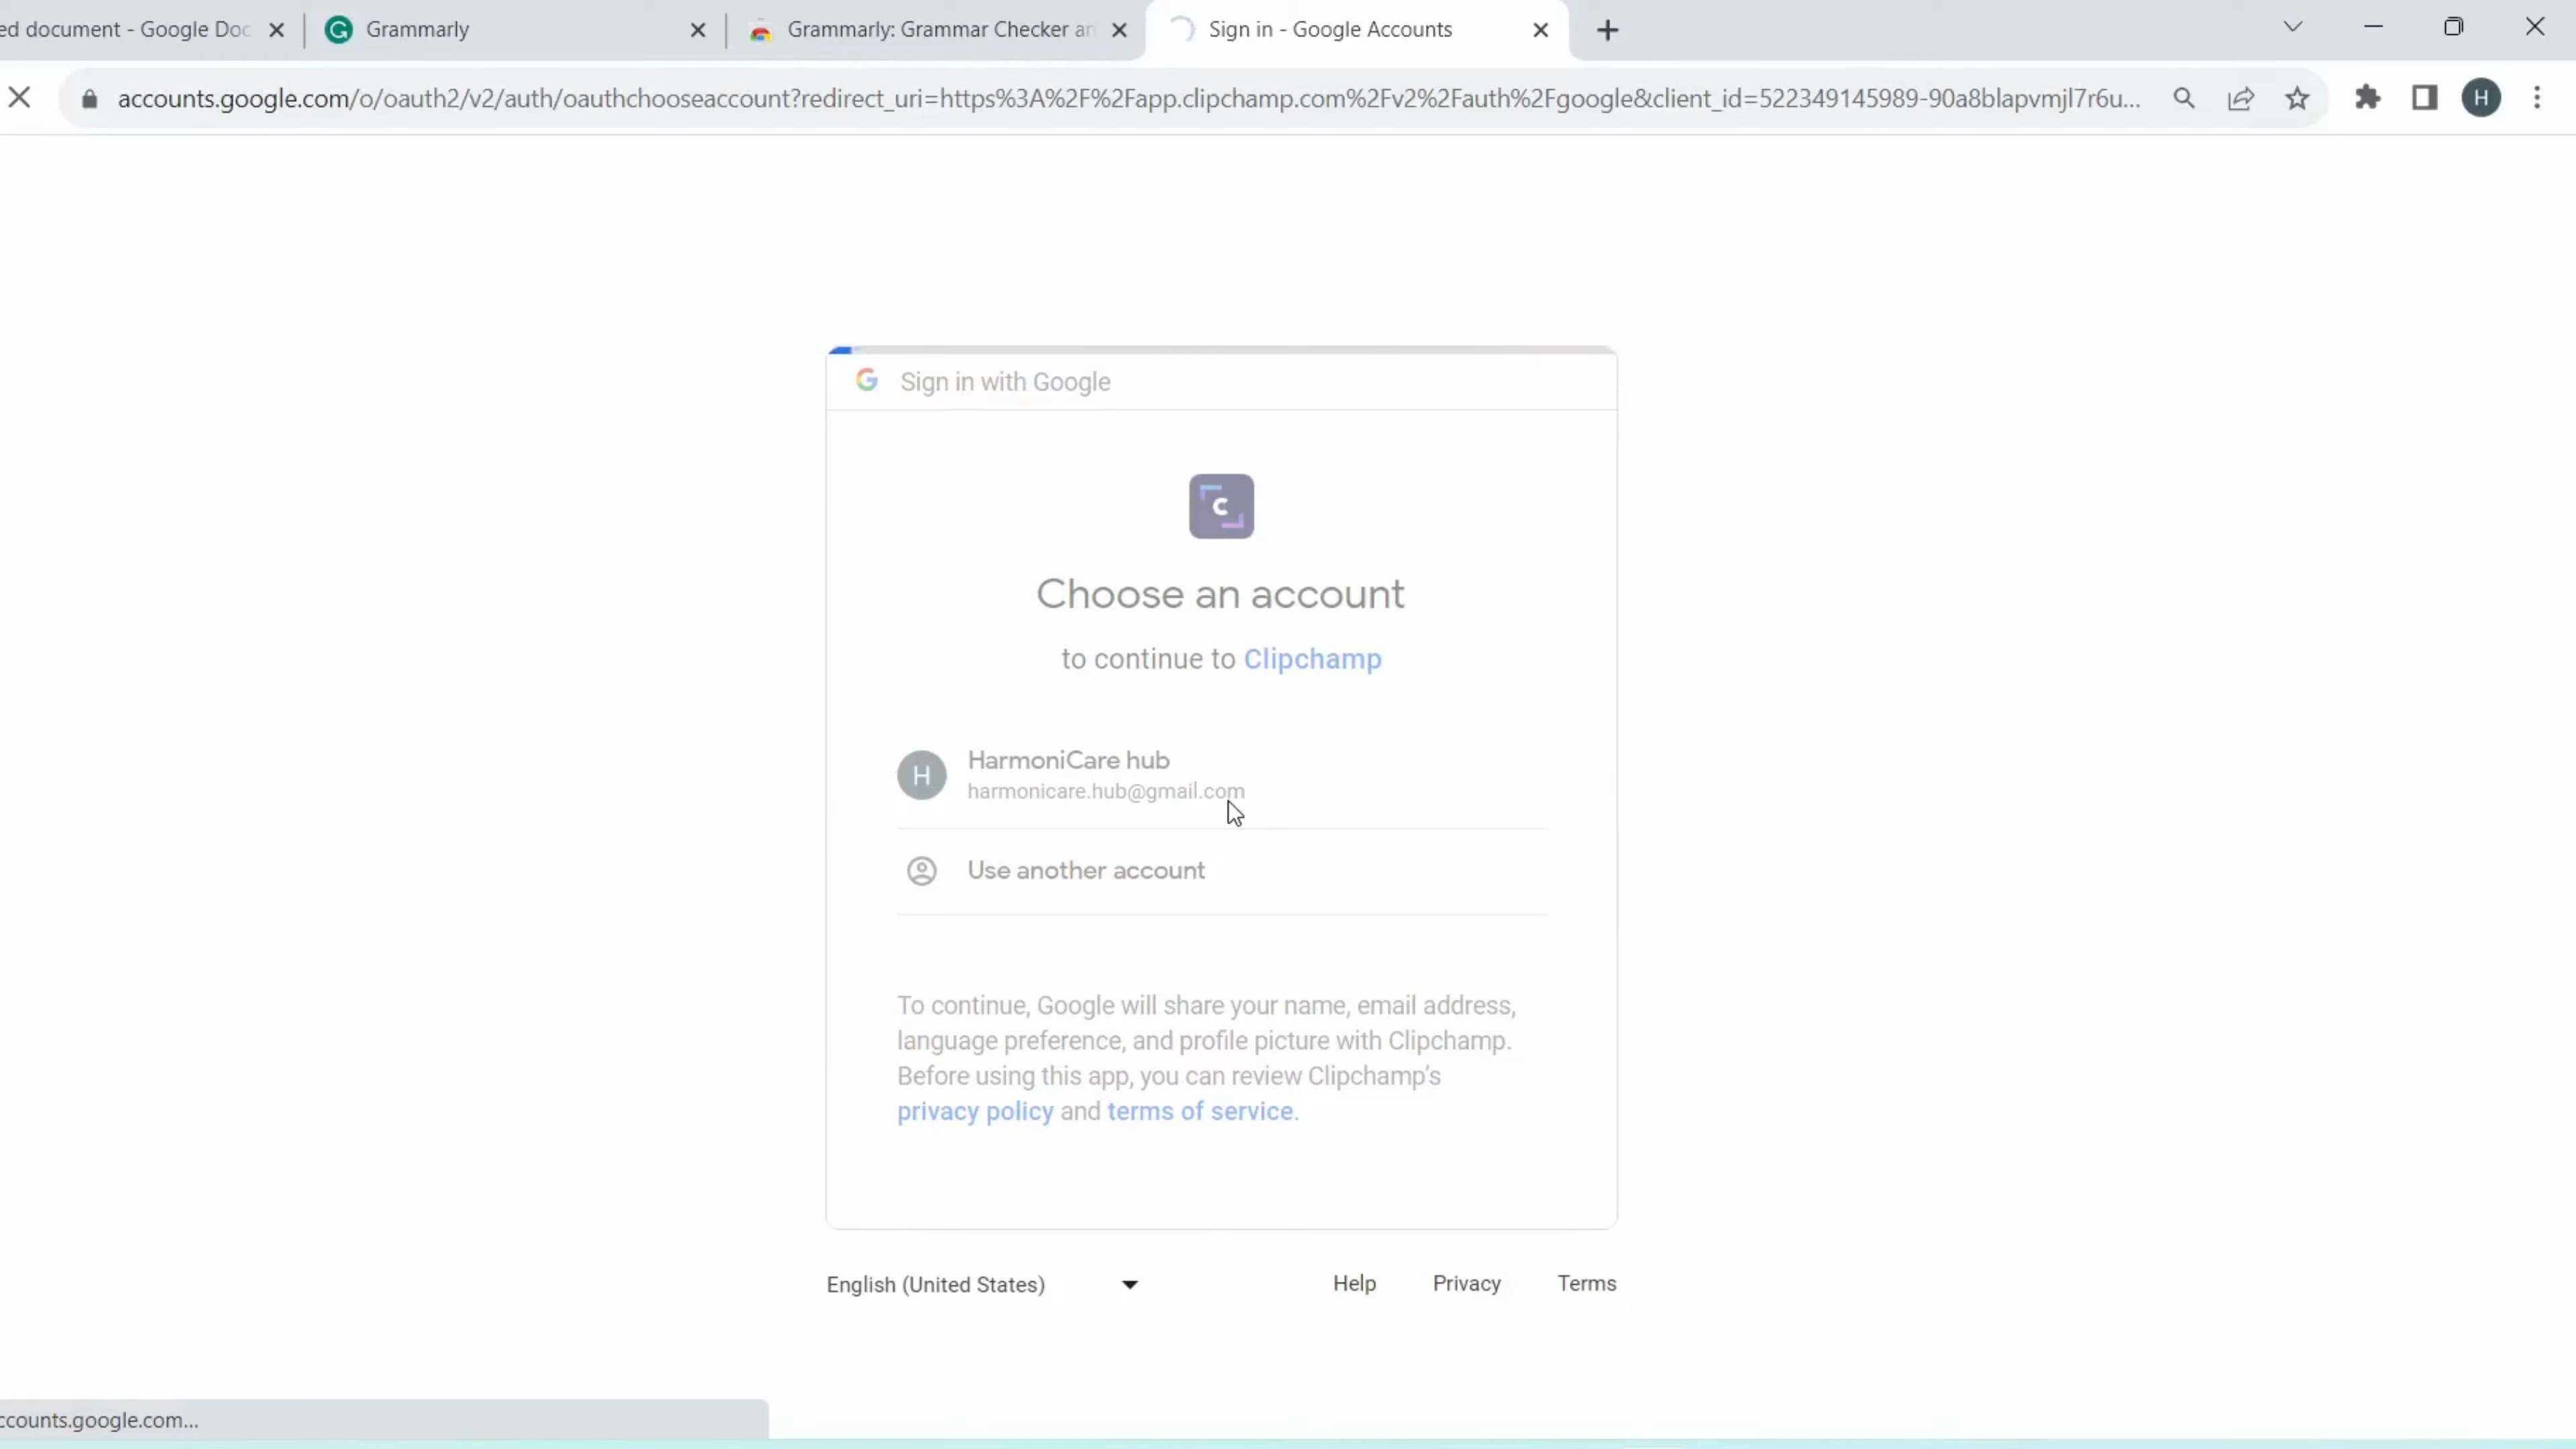 ed document - Google Doc
Grammarly
Grammarly: Grammar Checker an
Sign in - Google Accounts
accounts.google.com/o/oauth2/v2/auth/oauthchooseaccount?redirect_uri=https%3A%2F%2Fapp.clipchamp.com%2Fv2%2Fauth%2Fgoogle&client_id=522349145989-90a8blapvmjl7r6u...
H
Sign in with Google
C
Choose an account
to continue to Clipchamp
H
HarmoniCare hub
harmonicare.hub@gmail.com
Use another account
To continue, Google will share your name, email address,
language preference, and profile picture with Clipchamp.
Before using this app, you can review Clipchamp's
privacy policy and terms of service.
English (United States)
Help
Privacy
Terms
ccounts.google.com...